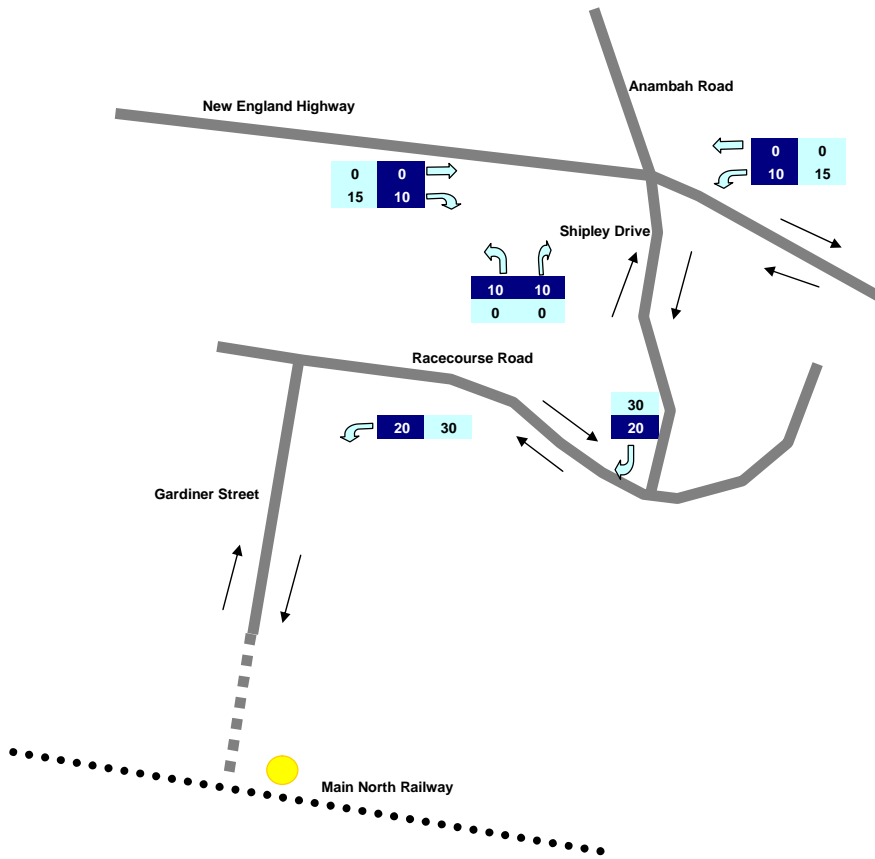 Anambah Road
New England Highway
0 0
10 15
0 0
15 10
Shipley Drive
10 10
0 0
Racecourse Road
30
20
20 30
Gardiner Street
Main North Railway